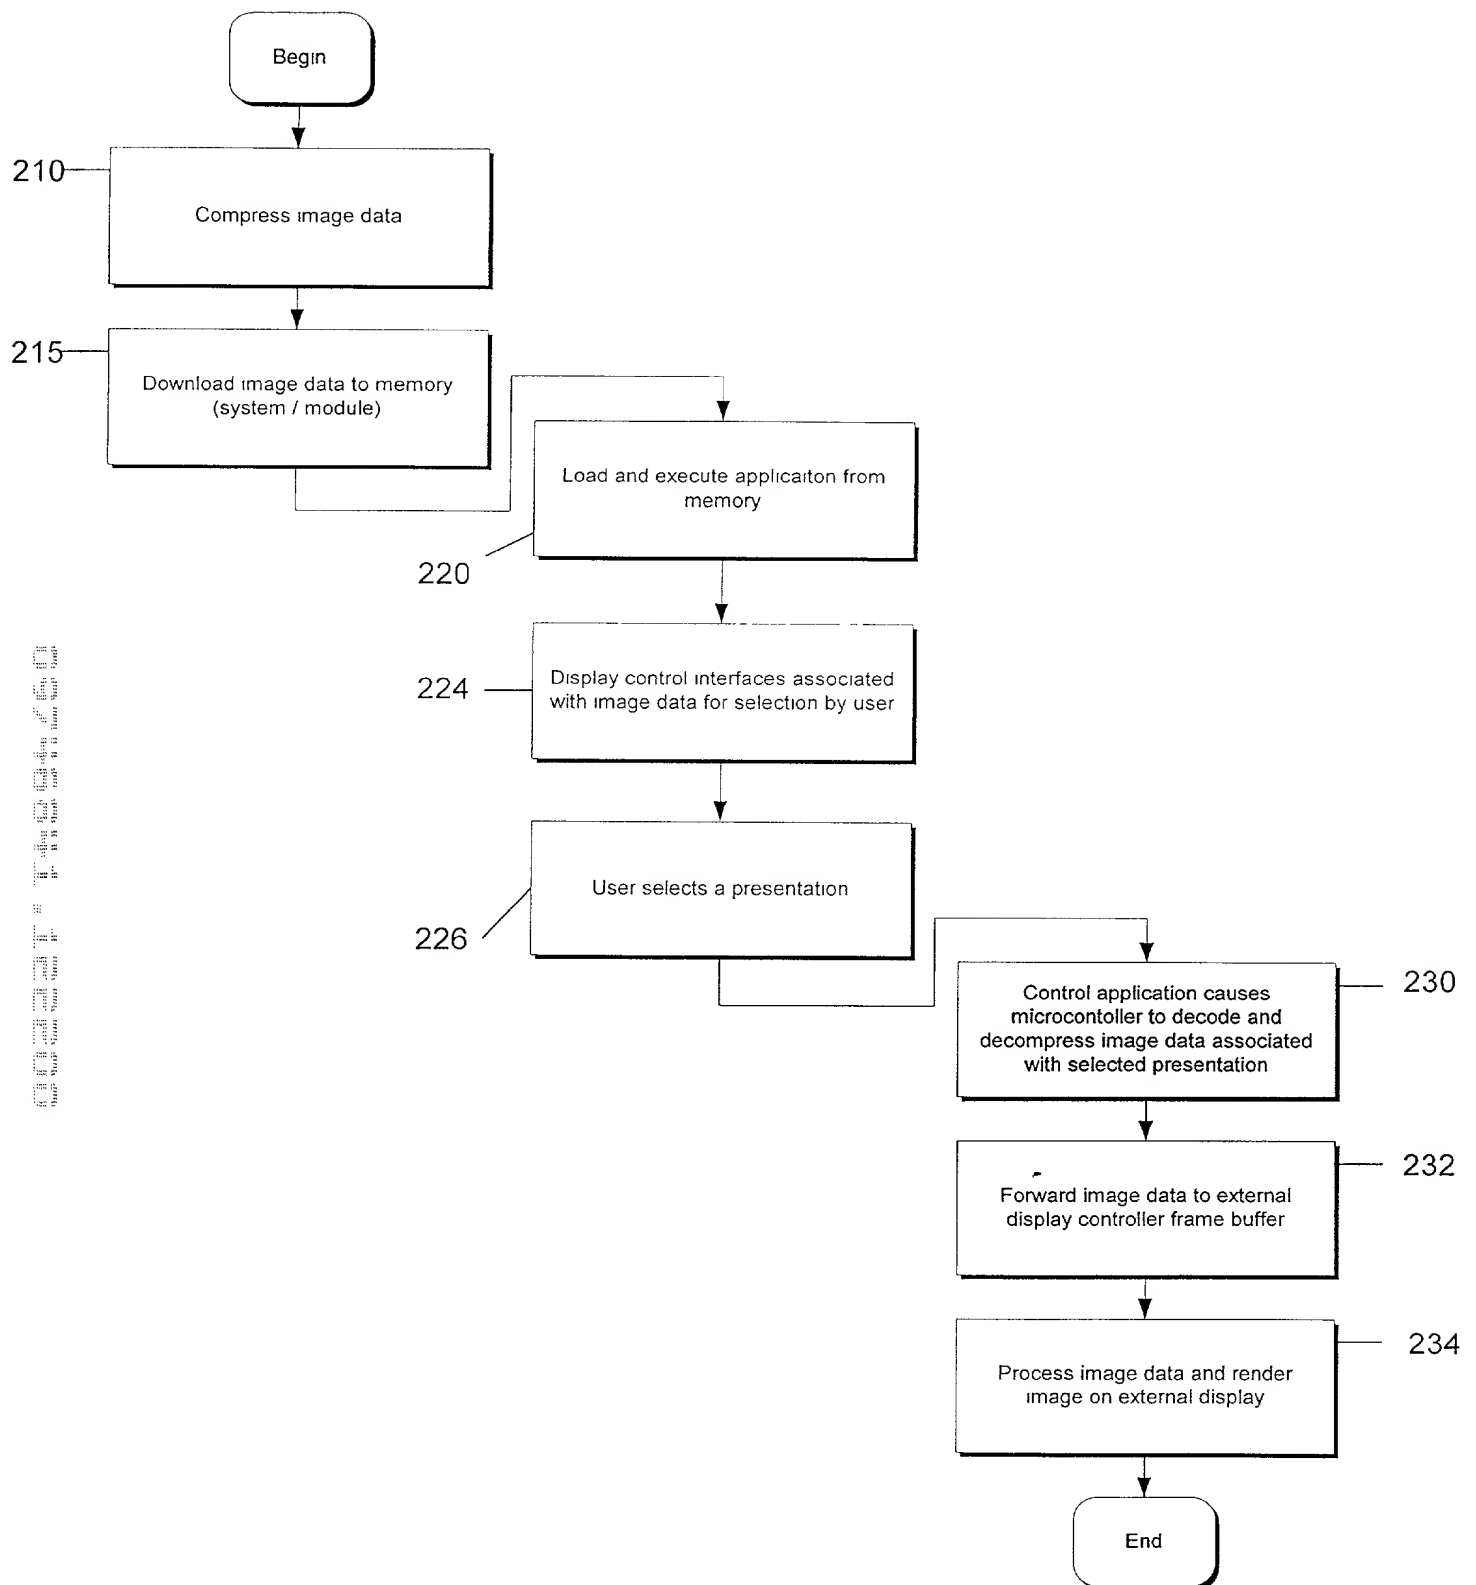 Begin
210
Compress image data
215
Download image data to memory
(system / module)
Load and execute applicaiton from
memory
220
224
Display control interfaces associated
with image data for selection by user
User selects a presentation
226
230
Control application causes
microcontoller to decode and
decompress image data associated
with selected presentation
232
Forward image data to external
display controller frame buffer
234
Process image data and render
image on external display
End